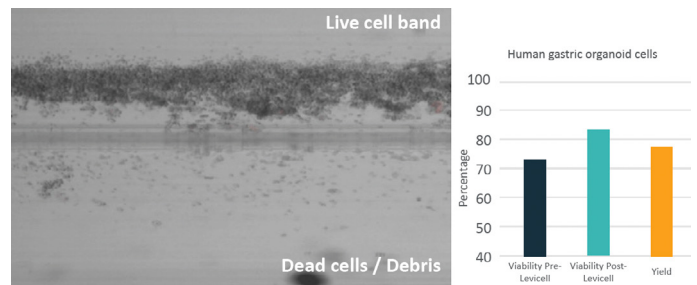 Live cell band
Dead cells / Debris
Human gastric organoid cells
Percentage
100
90
80
70
60
50
40
Viability Pre-
Levicell
Viability Post-
Levicell
Yield